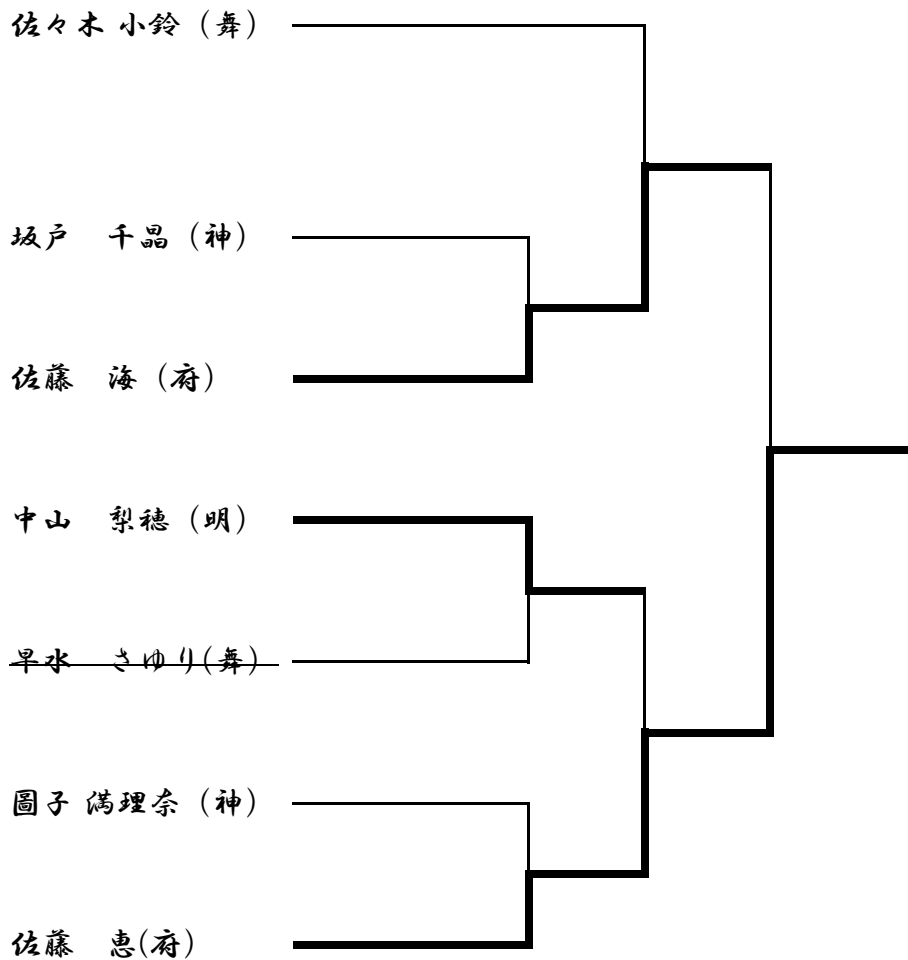 佐々木 小鈴（舞）
坂戸　千晶（神）
佐藤　海（府）
中山　梨穂（明）
早水　さゆり(舞)
圖子 満理奈（神）
佐藤　恵(府)